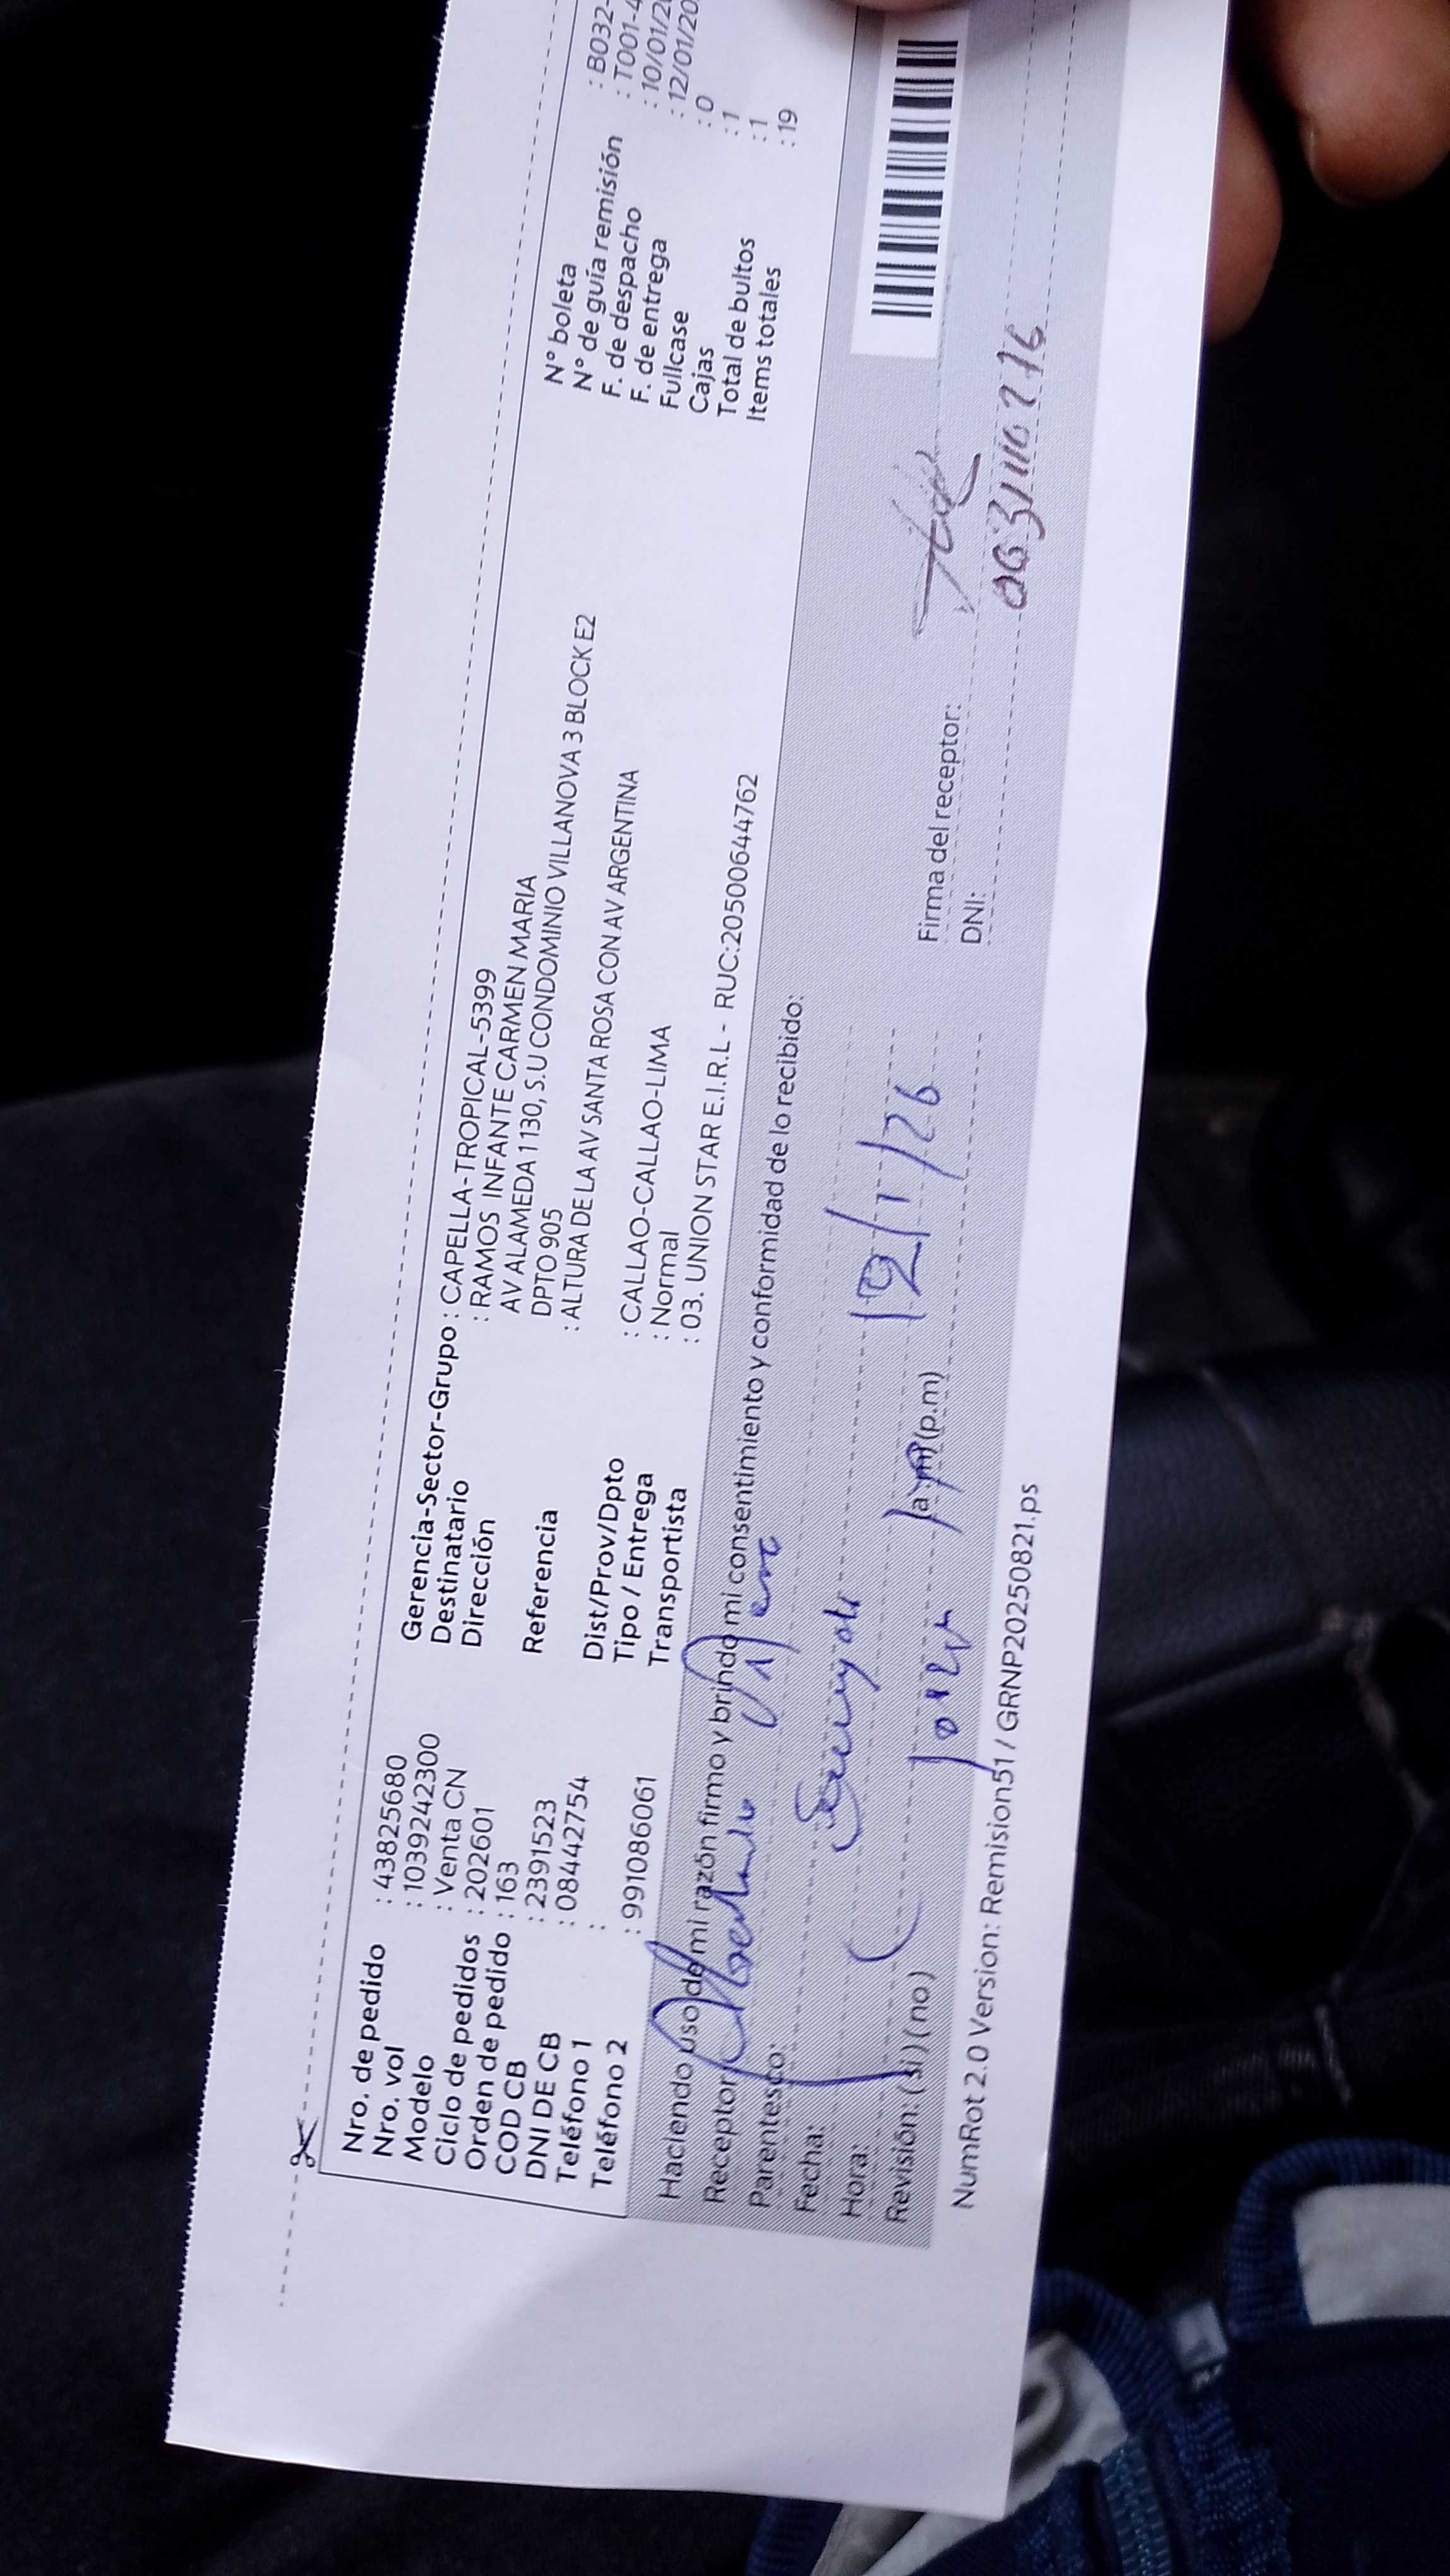 Nro. de pedido : 43825680
Nro. vol : 1039242300
Modelo : Venta CN
Ciclo de pedidos : 202601
Orden de pedido : 163
COD CB : 2391523
DNI DE CB : 08442754
Teléfono 1 :
Teléfono 2 : 991086061
Gerencia-Sector-Grupo : CAPELLA-TROPICAL-5399
Destinatario : RAMOS INFANTE CARMEN MARIA
Dirección AV ALAMEDA 1130, S.U CONDOMINIO VILLANOVA 3 BLOCK E2
DPTO 905
Referencia : ALTURA DE LA AV SANTA ROSA CON AV ARGENTINA
Dist/Prov/Dpto : CALLAO-CALLAO-LIMA
Tipo / Entrega : Normal
Transportista : 03. UNION STAR E.I.R.L - RUC:20500644762
N° boleta : B032-
N° de guía remisión : T001-4
F. de despacho : 10/01/20
F. de entrega : 12/01/20
Fullcase : 0
Cajas : 1
Total de bultos : 1
Items totales : 19
Haciendo uso de mi razón firmo y brindo mi consentimiento y conformidad de lo recibido:
Receptor:
Parentesco:
Fecha: 12/1/26
Hora: (a.m) (p.m)
Revisión: (si) (no)
Firma del receptor:
DNI:
NumRot 2.0 Version: Remision51 / GRNP20250821.ps